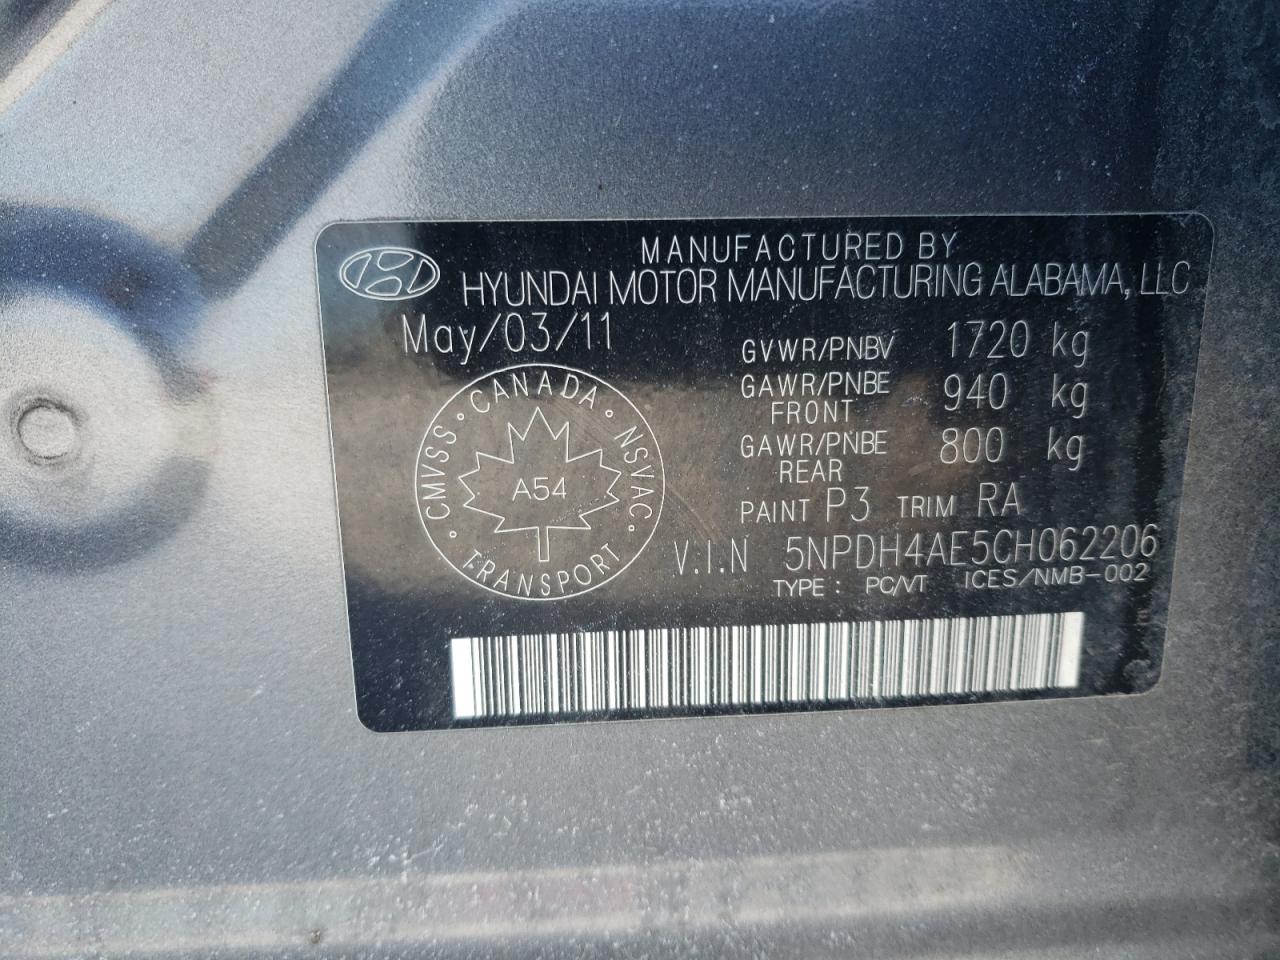 MANUFACTURED BY
HYUNDAI MOTOR MANUFACTURING ALABAMA, LLC
May/03/11
GVWR/PNBV 1720 kg
GAWR/PNBE FRONT 940 kg
GAWR/PNBE REAR 800 kg
PAINT P3 TRIM RA
V.I.N 5NPDH4AE5CH062206
TYPE : PC/VT ICES/NMB-002
CMVSS · CANADA · NSVAC
A54
TRANSPORT